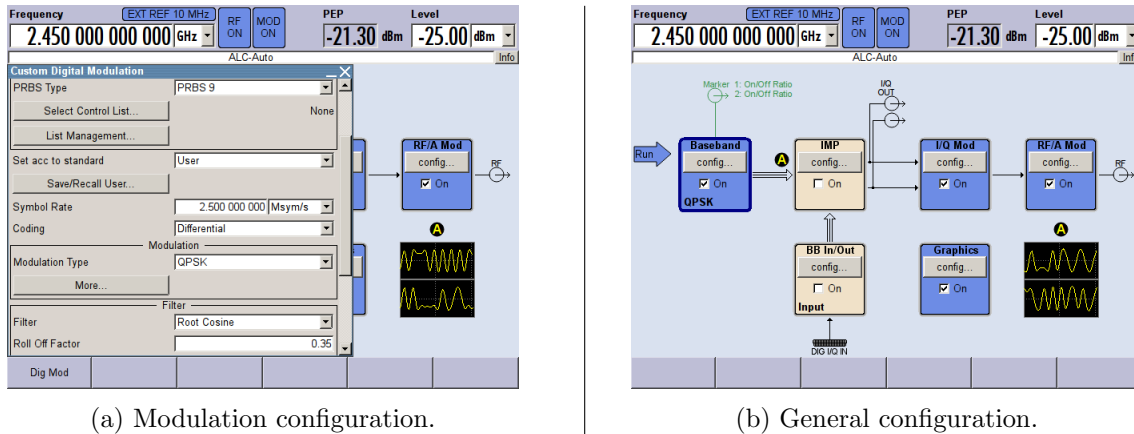 Frequency EXT REF 10 MHz RF ON MOD ON PEP Level
2.450 000 000 000 GHz -21.30 dBm -25.00 dBm
ALC-Auto Info
Custom Digital Modulation
PRBS Type PRBS 9
Select Control List... None
List Management...
Set acc to standard User
Save/Recall User...
Symbol Rate 2.500 000 000 Msym/s
Coding Differential
Modulation
Modulation Type QPSK
More...
Filter
Filter Root Cosine
Roll Off Factor 0.35
RF/A Mod
config...
On
RF
A
Dig Mod
(a) Modulation configuration.
Frequency EXT REF 10 MHz RF ON MOD ON PEP Level
2.450 000 000 000 GHz -21.30 dBm -25.00 dBm
ALC-Auto Inf
Marker 1: On/Off Ratio
2: On/Off Ratio
I/Q
OUT
Run
Baseband
config...
On
QPSK
A
IMP
config...
On
I/Q Mod
config...
On
RF/A Mod
config...
On
RF
BB In/Out
config...
On
Input
Graphics
config...
On
A
DIG I/Q IN
(b) General configuration.